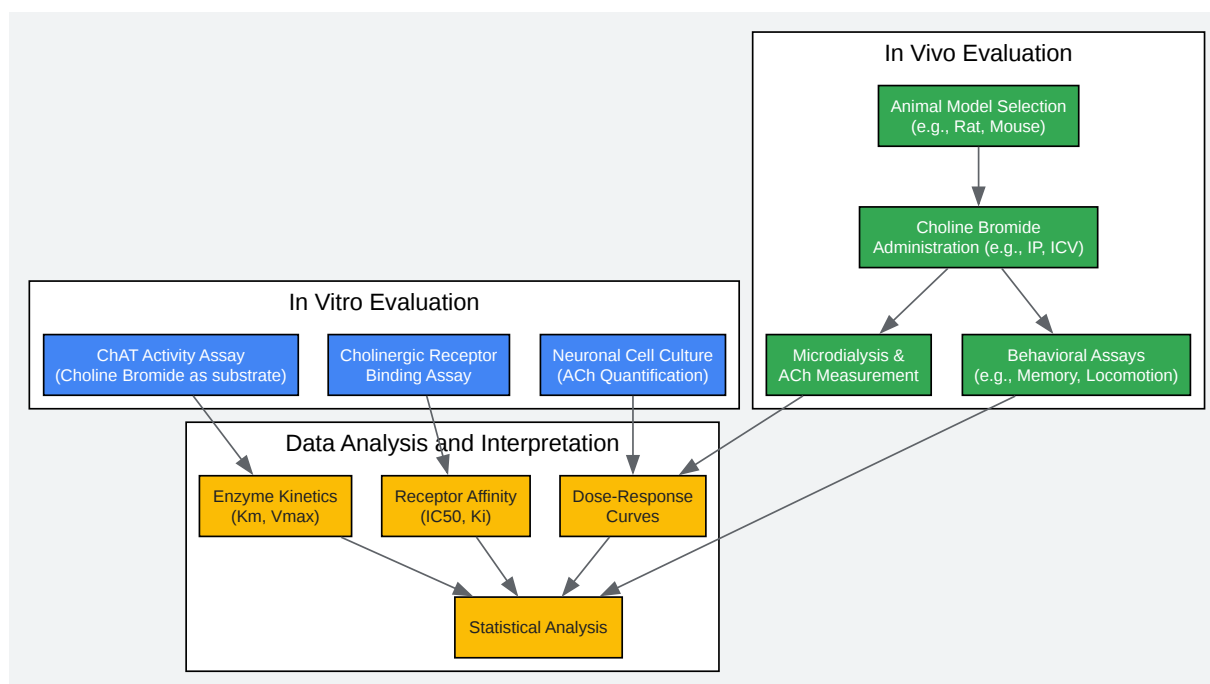 In Vivo Evaluation
Animal Model Selection
(e.g., Rat, Mouse)
Choline Bromide
Administration (e.g., IP, ICV)
Microdialysis &
ACh Measurement
Behavioral Assays
(e.g., Memory, Locomotion)
In Vitro Evaluation
ChAT Activity Assay
(Choline Bromide as substrate)
Cholinergic Receptor
Binding Assay
Neuronal Cell Culture
(ACh Quantification)
Data Analysis and Interpretation
Enzyme Kinetics
(Km, Vmax)
Receptor Affinity
(IC50, Ki)
Dose-Response
Curves
Statistical Analysis